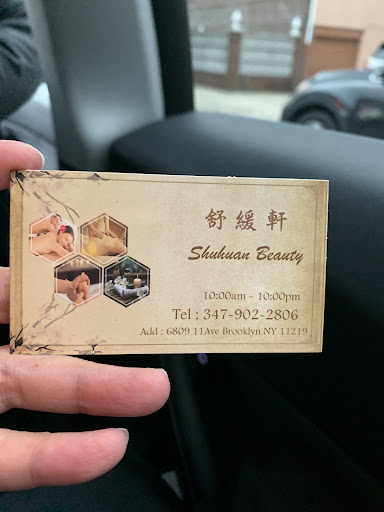 舒緩軒
Shuhuan Beauty
10:00am - 10:00pm
Tel : 347-902-2806
Add : 6809 11Ave Brooklyn NY 11219